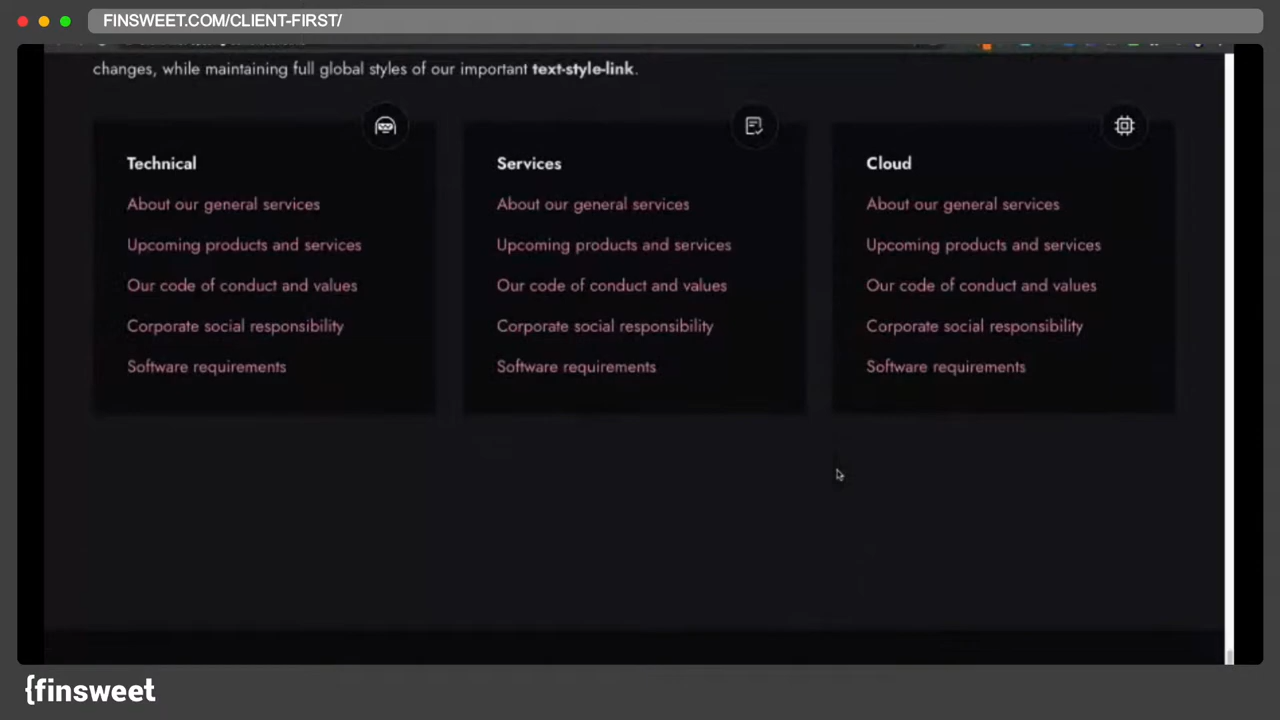 FINSWEET.COM/CLIENT-FIRST/
changes, while maintaining full global styles of our important text-style-link.
Technical
About our general services
Upcoming products and services
Our code of conduct and values
Corporate social responsibility
Software requirements
Services
About our general services
Upcoming products and services
Our code of conduct and values
Corporate social responsibility
Software requirements
Cloud
About our general services
Upcoming products and services
Our code of conduct and values
Corporate social responsibility
Software requirements
{finsweet